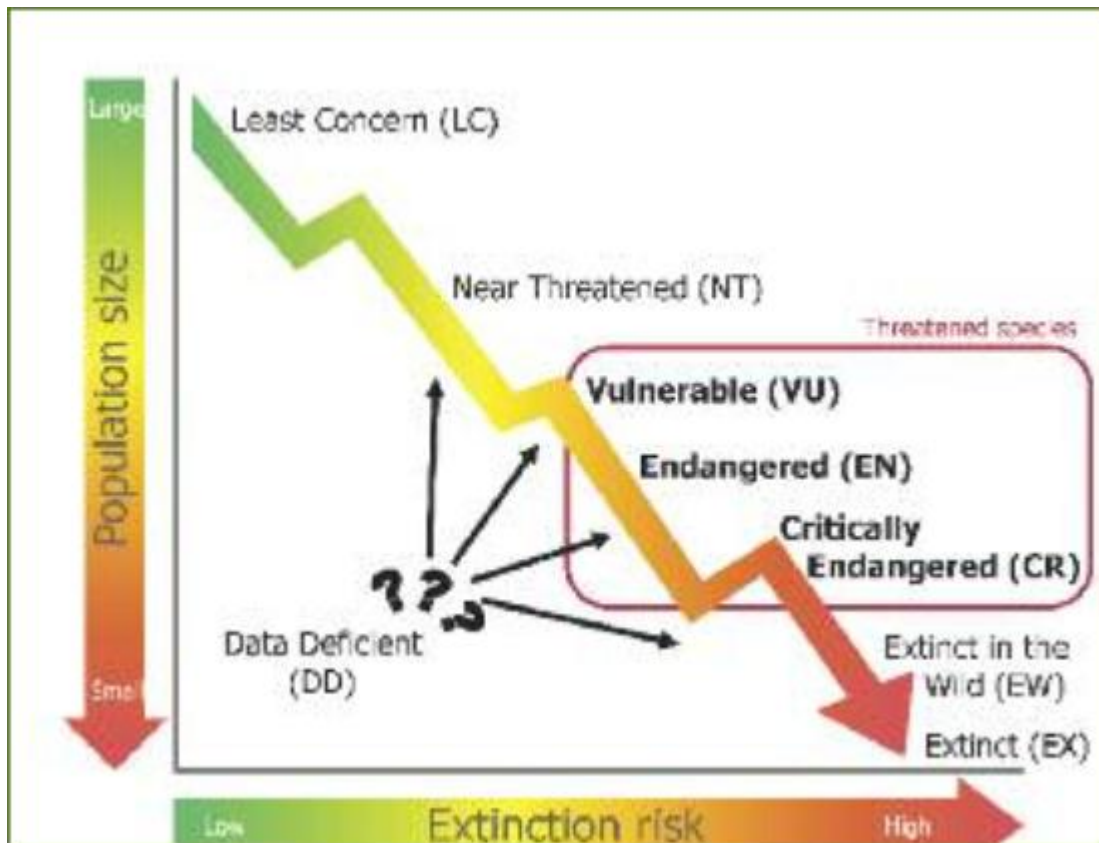 Large
Population size
Small
Least Concern (LC)
Near Threatened (NT)
Threatened species
Vulnerable (VU)
Endangered (EN)
Critically
Endangered (CR)
? ? ?
Data Deficient
(DD)
Extinct in the
Wild (EW)
Extinct (EX)
Low
Extinction risk
High